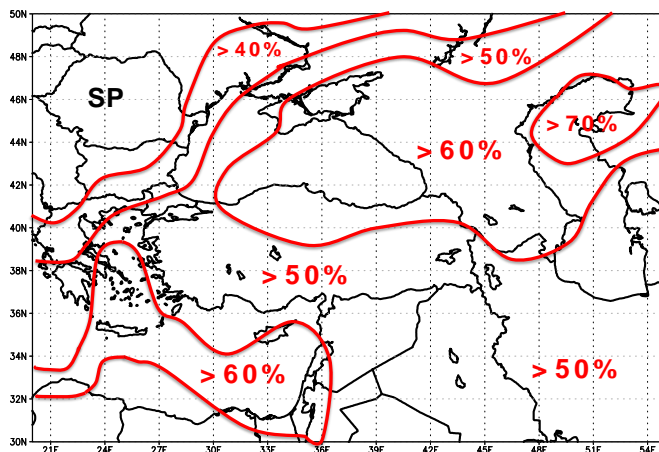 50N
48N
46N
44N
42N
40N
38N
36N
34N
32N
30N
> 40%
> 50%
SP
> 70%
> 60%
> 50%
> 60%
> 50%
21E 24E 27E 30E 33E 36E 39E 42E 45E 48E 51E 54E